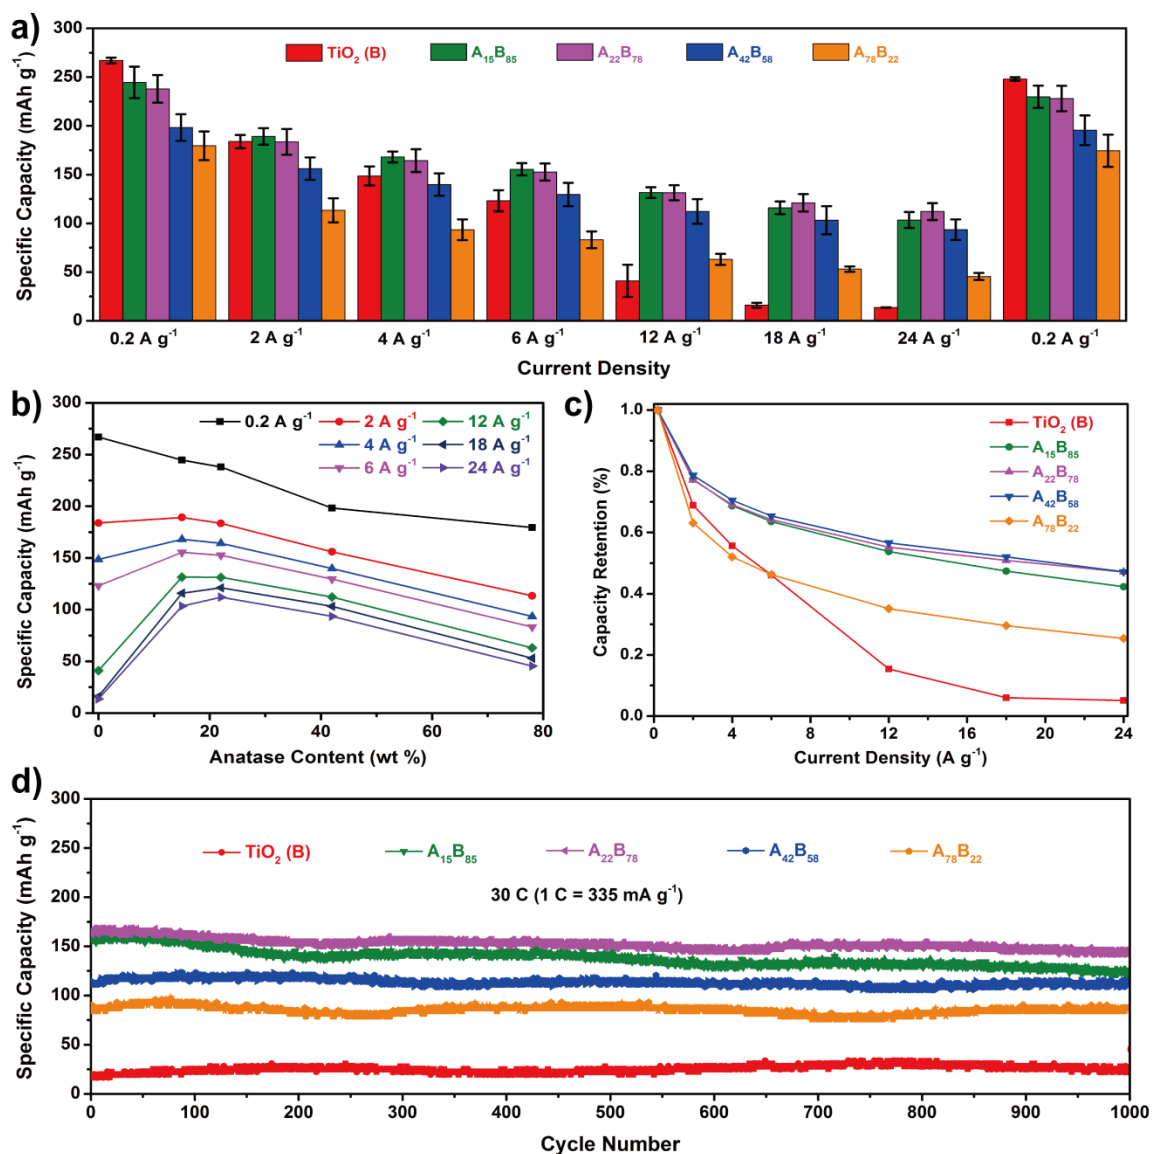 a)
Specific Capacity (mAh g⁻¹)
300
250
200
150
100
50
0
TiO₂ (B) A₁₅B₈₅ A₂₂B₇₈ A₄₂B₅₈ A₇₈B₂₂
0.2 A g⁻¹ 2 A g⁻¹ 4 A g⁻¹ 6 A g⁻¹ 12 A g⁻¹ 18 A g⁻¹ 24 A g⁻¹ 0.2 A g⁻¹
Current Density
b)
Specific Capacity (mAh g⁻¹)
300
250
200
150
100
50
0
0.2 A g⁻¹ 2 A g⁻¹ 12 A g⁻¹
4 A g⁻¹ 18 A g⁻¹
6 A g⁻¹ 24 A g⁻¹
0 20 40 60 80
Anatase Content (wt %)
c)
Capacity Retention (%)
1.0
0.8
0.6
0.4
0.2
0.0
TiO₂ (B)
A₁₅B₈₅
A₂₂B₇₈
A₄₂B₅₈
A₇₈B₂₂
0 4 8 12 16 20 24
Current Density (A g⁻¹)
d)
Specific Capacity (mAh g⁻¹)
300
250
200
150
100
50
0
TiO₂ (B) A₁₅B₈₅ A₂₂B₇₈ A₄₂B₅₈ A₇₈B₂₂
30 C (1 C = 335 mA g⁻¹)
0 100 200 300 400 500 600 700 800 900 1000
Cycle Number